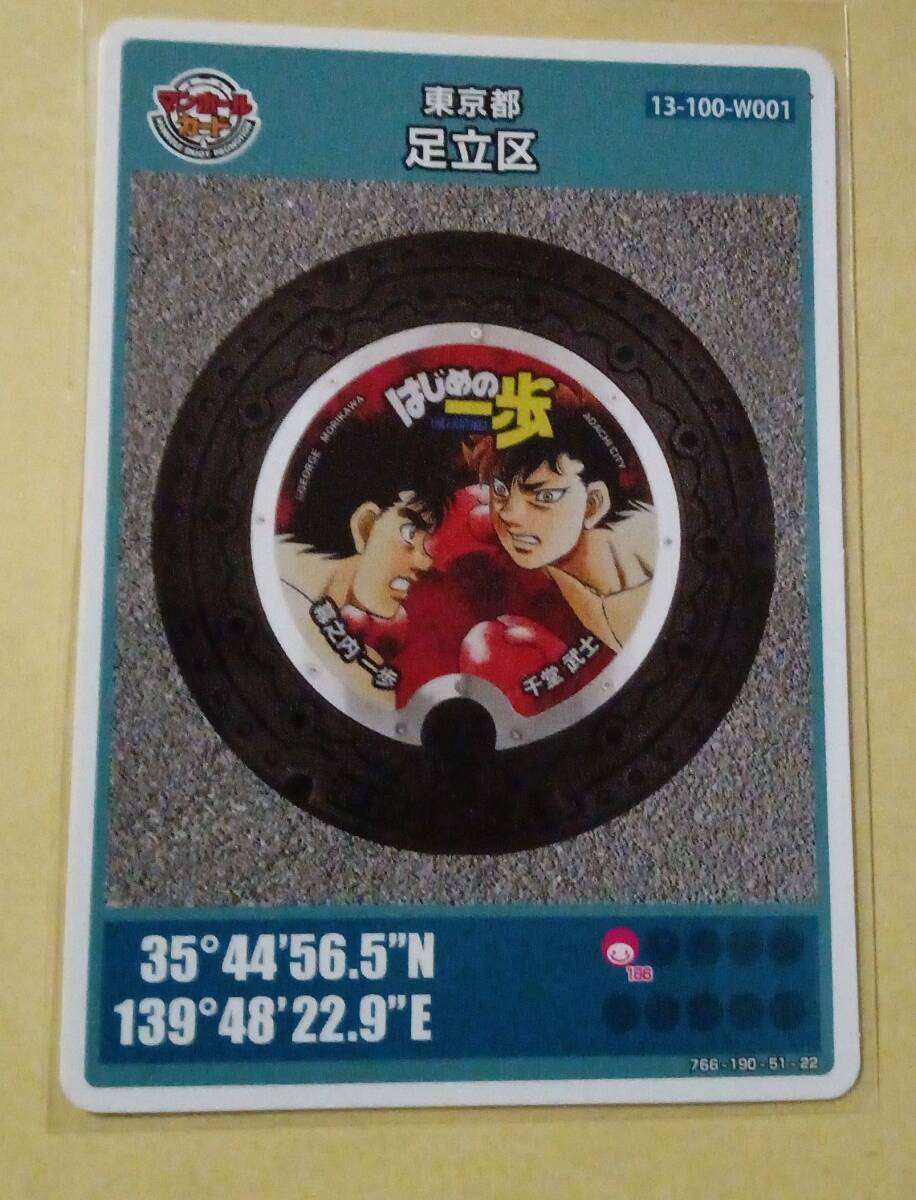 マンホール
カード
東京都
足立区
13-100-W001
はじめの
一歩
©GEORGE MORIKAWA
ADACHI CITY
幕之内 一歩
千堂 武士
35°44'56.5"N
139°48'22.9"E
186
766-190-51-22